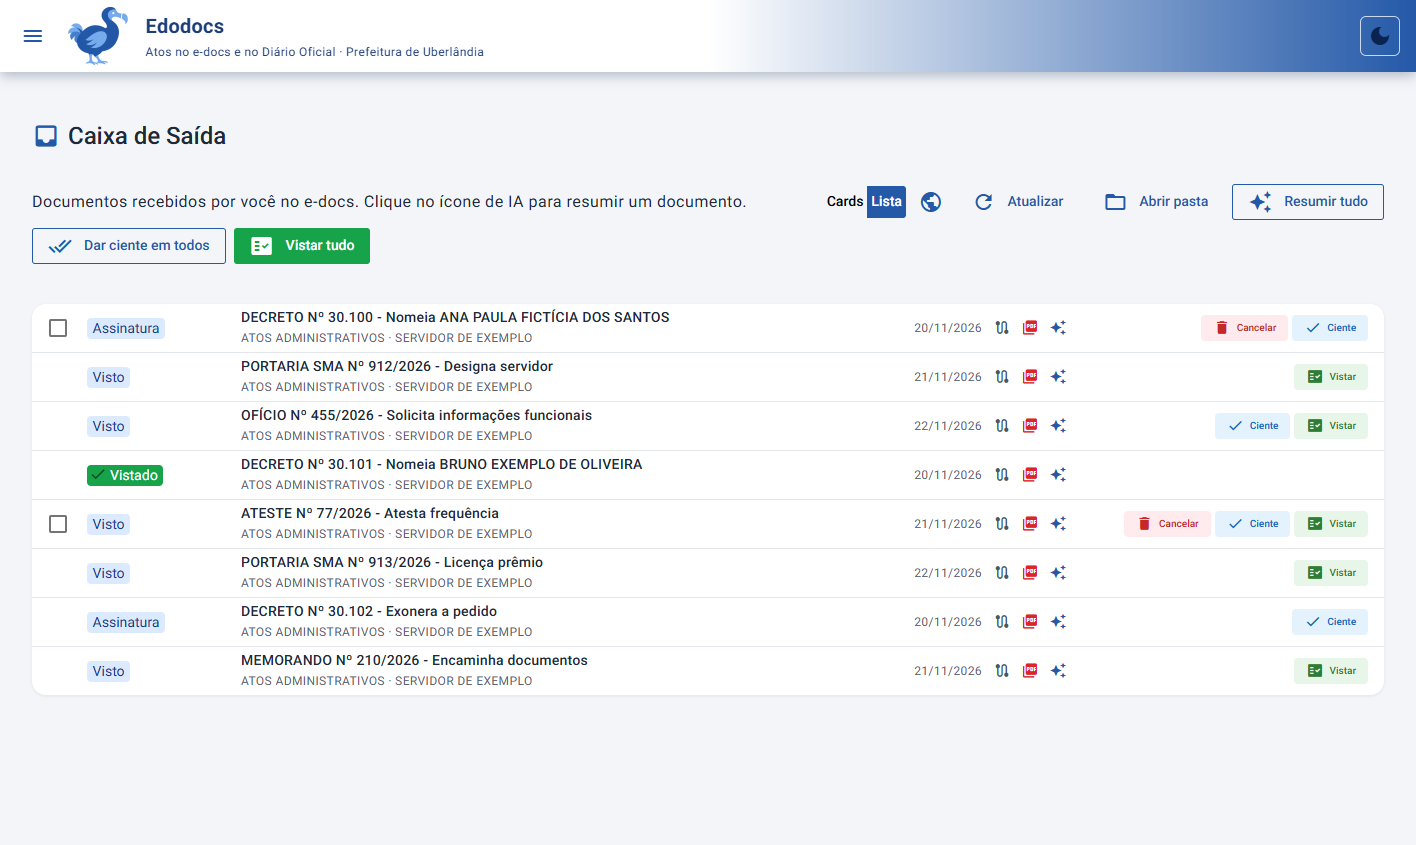 Edodocs
Atos no e-docs e no Diário Oficial · Prefeitura de Uberlândia
Caixa de Saída
Documentos recebidos por você no e-docs. Clique no ícone de IA para resumir um documento.
Cards Lista Atualizar Abrir pasta Resumir tudo
Dar ciente em todos Vistar tudo
Assinatura DECRETO Nº 30.100 - Nomeia ANA PAULA FICTÍCIA DOS SANTOS 20/11/2026 PDF Cancelar Ciente
ATOS ADMINISTRATIVOS · SERVIDOR DE EXEMPLO
Visto PORTARIA SMA Nº 912/2026 - Designa servidor 21/11/2026 PDF Vistar
ATOS ADMINISTRATIVOS · SERVIDOR DE EXEMPLO
Visto OFÍCIO Nº 455/2026 - Solicita informações funcionais 22/11/2026 PDF Ciente Vistar
ATOS ADMINISTRATIVOS · SERVIDOR DE EXEMPLO
Vistado DECRETO Nº 30.101 - Nomeia BRUNO EXEMPLO DE OLIVEIRA 20/11/2026 PDF
ATOS ADMINISTRATIVOS · SERVIDOR DE EXEMPLO
Visto ATESTE Nº 77/2026 - Atesta frequência 21/11/2026 PDF Cancelar Ciente Vistar
ATOS ADMINISTRATIVOS · SERVIDOR DE EXEMPLO
Visto PORTARIA SMA Nº 913/2026 - Licença prêmio 22/11/2026 PDF Vistar
ATOS ADMINISTRATIVOS · SERVIDOR DE EXEMPLO
Assinatura DECRETO Nº 30.102 - Exonera a pedido 20/11/2026 PDF Ciente
ATOS ADMINISTRATIVOS · SERVIDOR DE EXEMPLO
Visto MEMORANDO Nº 210/2026 - Encaminha documentos 21/11/2026 PDF Vistar
ATOS ADMINISTRATIVOS · SERVIDOR DE EXEMPLO